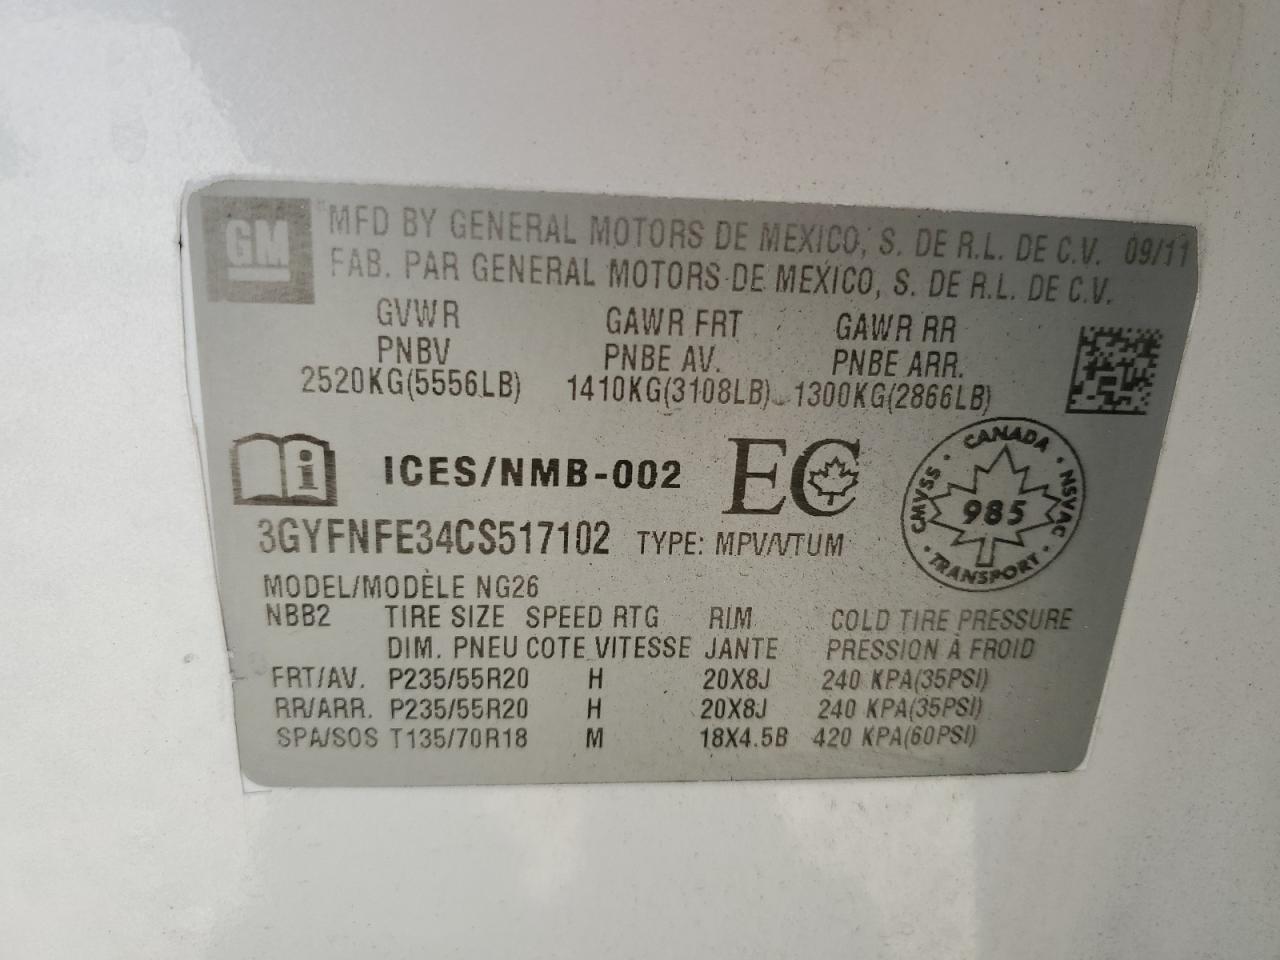 GM
MFD BY GENERAL MOTORS DE MEXICO, S. DE R.L. DE C.V. 09/11
FAB. PAR GENERAL MOTORS DE MEXICO, S. DE R.L. DE C.V.
GVWR GAWR FRT GAWR RR
PNBV PNBE AV. PNBE ARR.
2520KG(5556LB) 1410KG(3108LB) 1300KG(2866LB)
i ICES/NMB-002 EC
CANADA · NSVAC · TRANSPORT · CMVSS ·
985
3GYFNFE34CS517102 TYPE: MPV/VTUM
MODEL/MODÈLE NG26
NBB2 TIRE SIZE SPEED RTG RIM COLD TIRE PRESSURE
DIM. PNEU COTE VITESSE JANTE PRESSION À FROID
FRT/AV. P235/55R20 H 20X8J 240 KPA(35PSI)
RR/ARR. P235/55R20 H 20X8J 240 KPA(35PSI)
SPA/SOS T135/70R18 M 18X4.5B 420 KPA(60PSI)